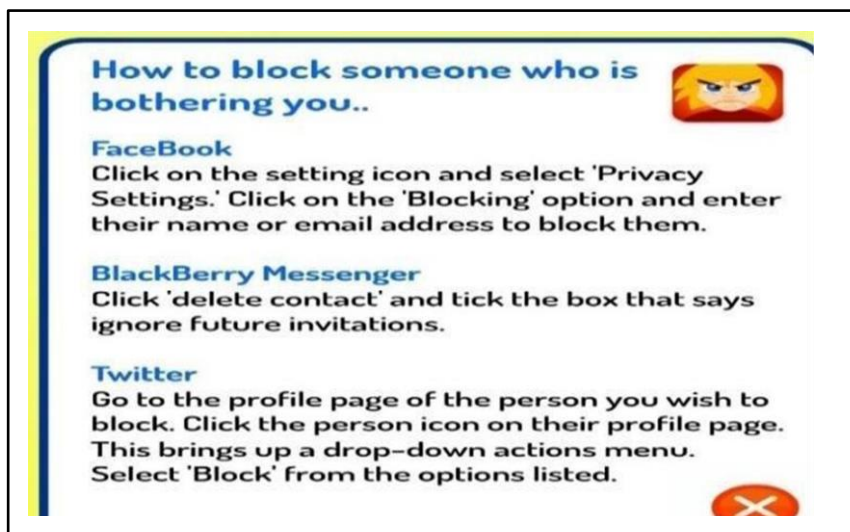 How to block someone who is
bothering you..
FaceBook
Click on the setting icon and select 'Privacy
Settings.' Click on the 'Blocking' option and enter
their name or email address to block them.
BlackBerry Messenger
Click 'delete contact' and tick the box that says
ignore future invitations.
Twitter
Go to the profile page of the person you wish to
block. Click the person icon on their profile page.
This brings up a drop-down actions menu.
Select 'Block' from the options listed.